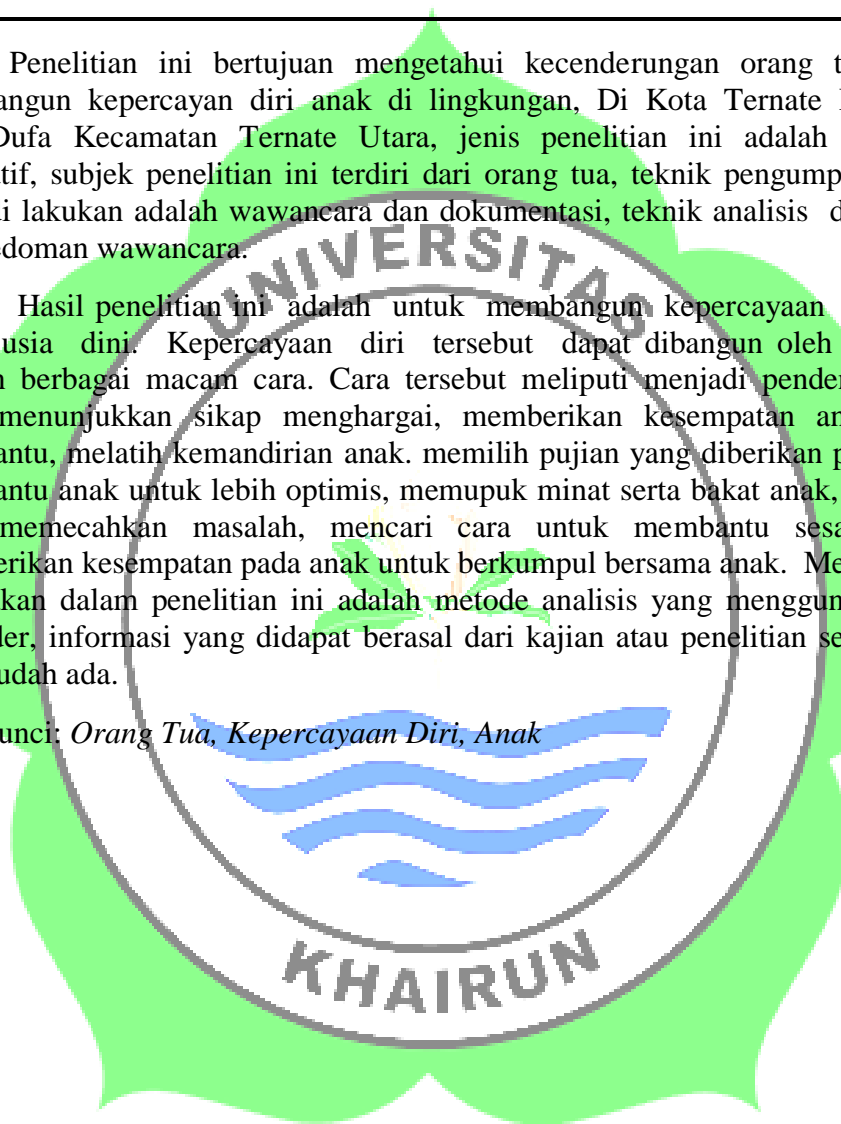 Penelitian ini bertujuan mengetahui kecenderungan orang t
angun kepercayan diri anak di lingkungan, Di Kota Ternate
Dufa Kecamatan Ternate Utara, jenis penelitian ini adalah
tif, subjek penelitian ini terdiri dari orang tua, teknik pengump
i lakukan adalah wawancara dan dokumentasi, teknik analisis d
edoman wawancara.
Hasil penelitian ini adalah untuk membangun kepercayaan
usia dini. Kepercayaan diri tersebut dapat dibangun oleh
n berbagai macam cara. Cara tersebut meliputi menjadi pender
menunjukkan sikap menghargai, memberikan kesempatan an
antu, melatih kemandirian anak. memilih pujian yang diberikan p
antu anak untuk lebih optimis, memupuk minat serta bakat anak,
memecahkan masalah, mencari cara untuk membantu sesa
erikan kesempatan pada anak untuk berkumpul bersama anak. Me
kan dalam penelitian ini adalah metode analisis yang menggun
der, informasi yang didapat berasal dari kajian atau penelitian se
udah ada.
unci: Orang Tua, Kepercayaan Diri, Anak
UNIVERSITAS
KHAIRUN